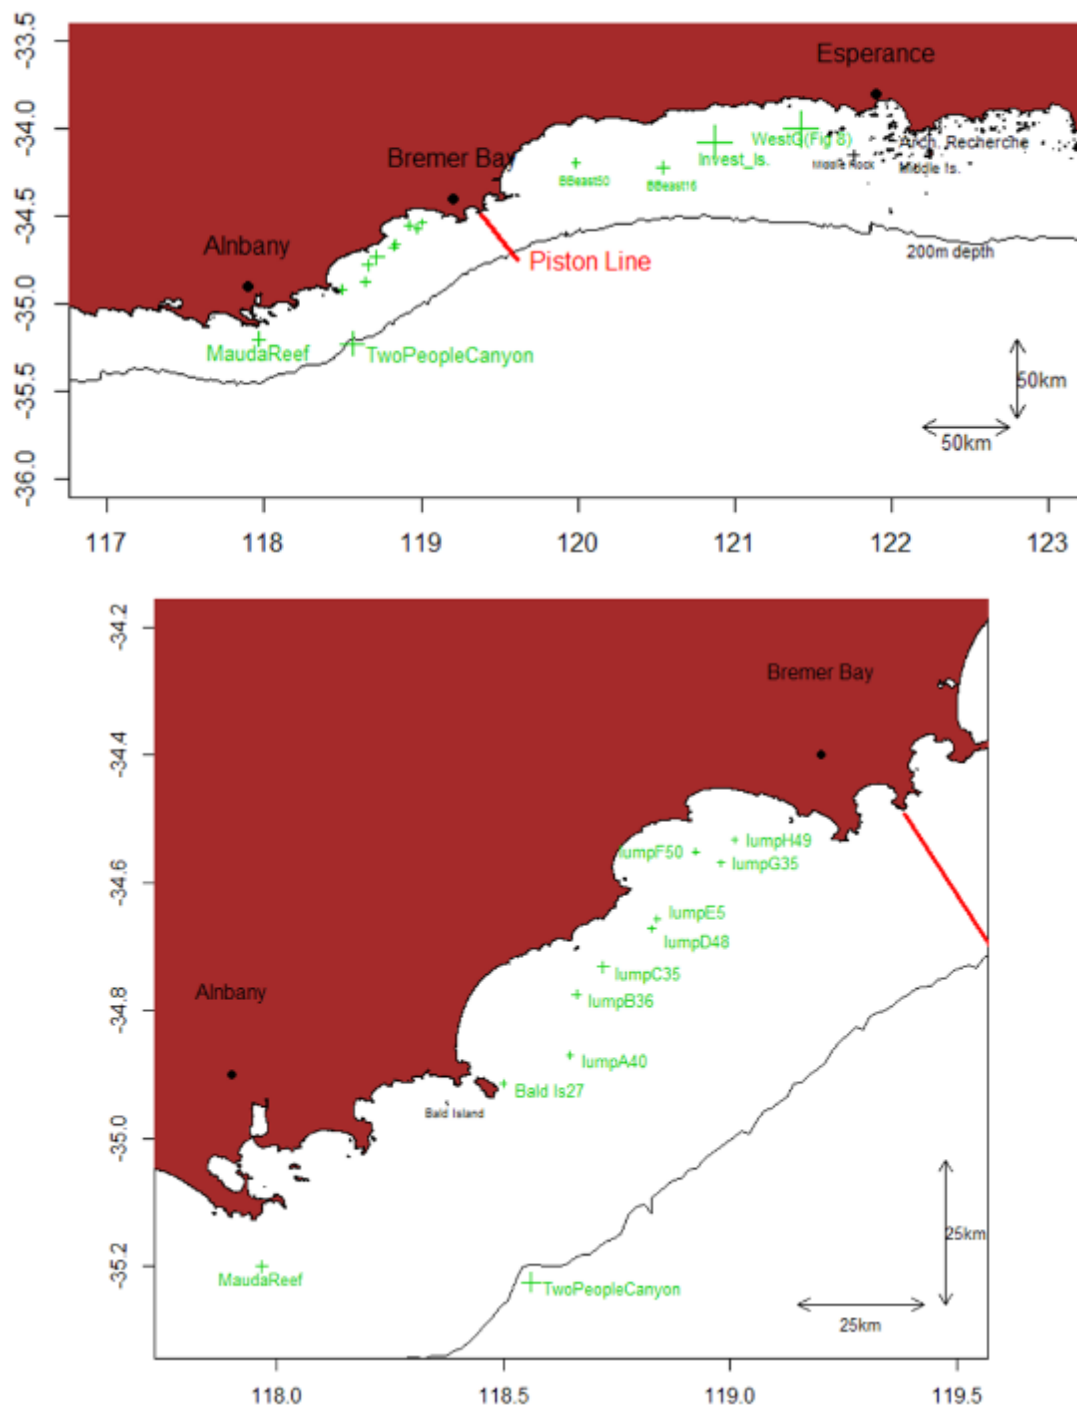 -33.5
-34.0
-34.5
-35.0
-35.5
-36.0
Esperance
WestG(Fig 8)
Arch. Recherche
Invest_Is.
Middle Rock
Middle Is.
Bremer Bay
BBeast50
BBeast16
Alnbany
200m depth
Piston Line
MaudaReef
TwoPeopleCanyon
50km
50km
117 118 119 120 121 122 123
-34.2
-34.4
-34.6
-34.8
-35.0
-35.2
Bremer Bay
lumpH49
lumpF50
lumpG35
lumpE5
lumpD48
lumpC35
Alnbany
lumpB36
lumpA40
Bald Is27
Bald Island
25km
MaudaReef
TwoPeopleCanyon
25km
118.0 118.5 119.0 119.5